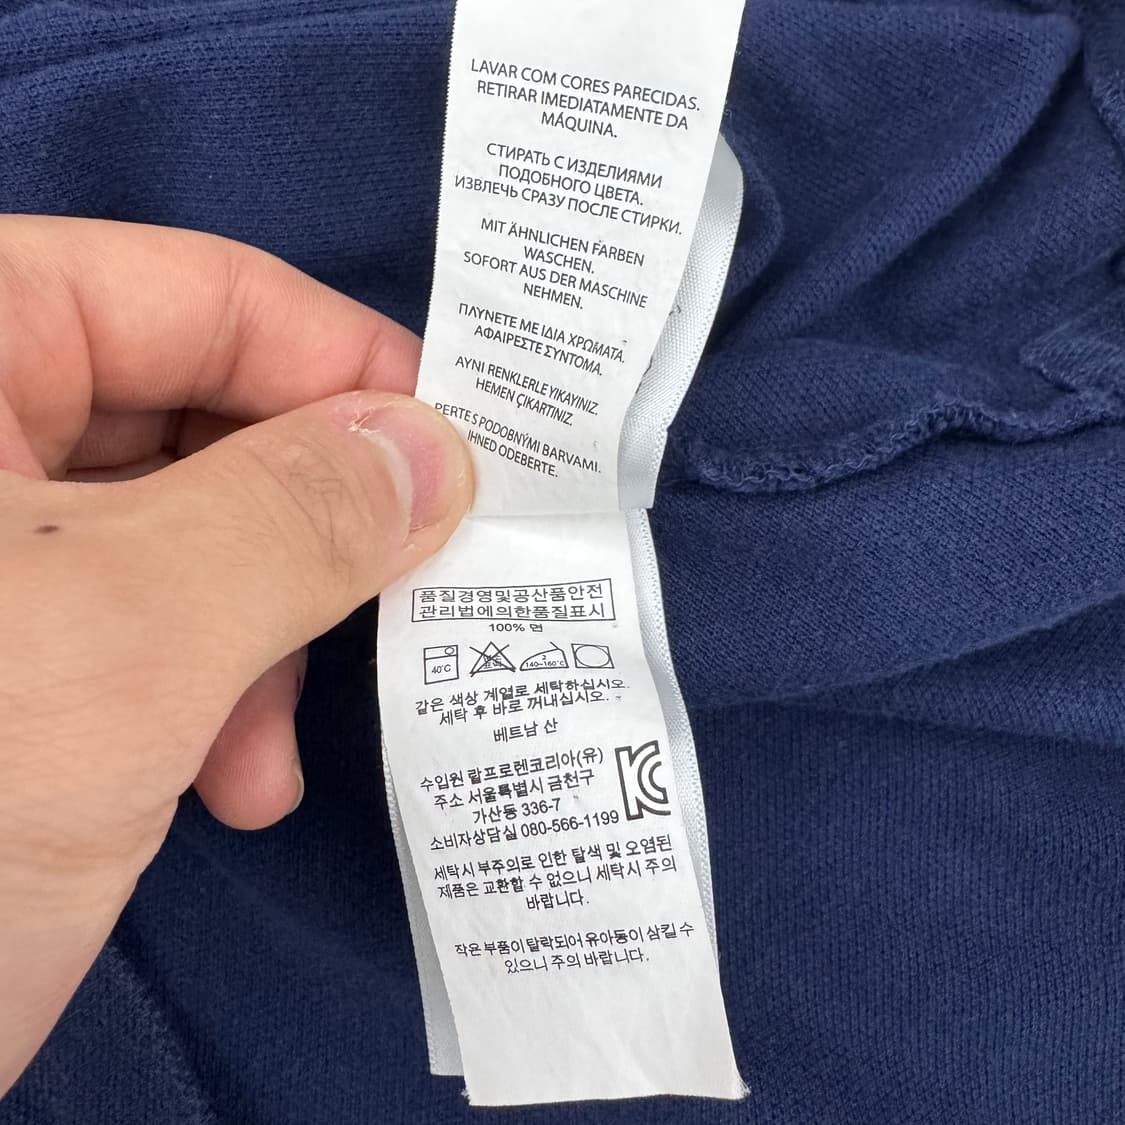 LAVAR COM CORES PARECIDAS.
RETIRAR IMEDIATAMENTE DA
MÁQUINA.
СТИРАТЬ С ИЗДЕЛИЯМИ
ПОДОБНОГО ЦВЕТА.
ИЗВЛЕЧЬ СРАЗУ ПОСЛЕ СТИРКИ.
MIT ÄHNLICHEN FARBEN
WASCHEN.
SOFORT AUS DER MASCHINE
NEHMEN.
ΠΛΥΝΕΤΕ ΜΕ ΙΔΙΑ ΧΡΩΜΑΤΑ.
ΑΦΑΙΡΕΣΤΕ ΣΥΝΤΟΜΑ.
AYNI RENKLERLE YIKAYINIZ.
HEMEN ÇIKARTINIZ.
PERTE S PODOBNÝMI BARVAMI.
IHNED ODEBERTE.
품질경영및공산품안전
관리법에의한품질표시
100% 면
40°C 3 140~160°C
같은 색상 계열로 세탁하십시오.
세탁 후 바로 꺼내십시오.
베트남 산
수입원 랄프로렌코리아(유)
주소 서울특별시 금천구
가산동 336-7
소비자상담실 080-566-1199
세탁시 부주의로 인한 탈색 및 오염된
제품은 교환할 수 없으니 세탁시 주의
바랍니다.
작은 부품이 탈락되어 유아동이 삼킬 수
있으니 주의 바랍니다.